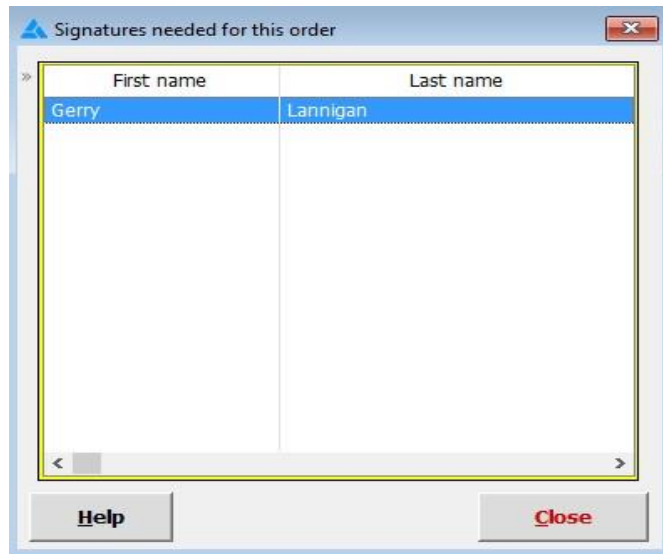 Signatures needed for this order
First name Last name
Gerry Lannigan
Help Close